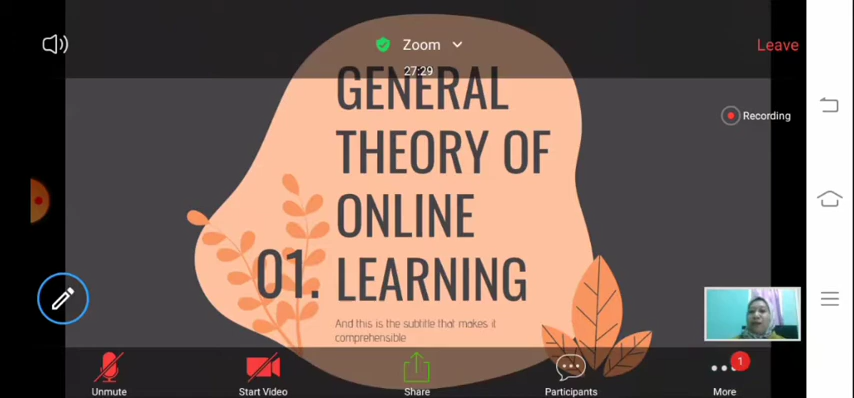 Zoom
Leave
27:29
Recording
GENERAL
THEORY OF
ONLINE
01. LEARNING
And this is the subtitle that makes it
comprehensible
1
Unmute
Start Video
Share
Participants
More